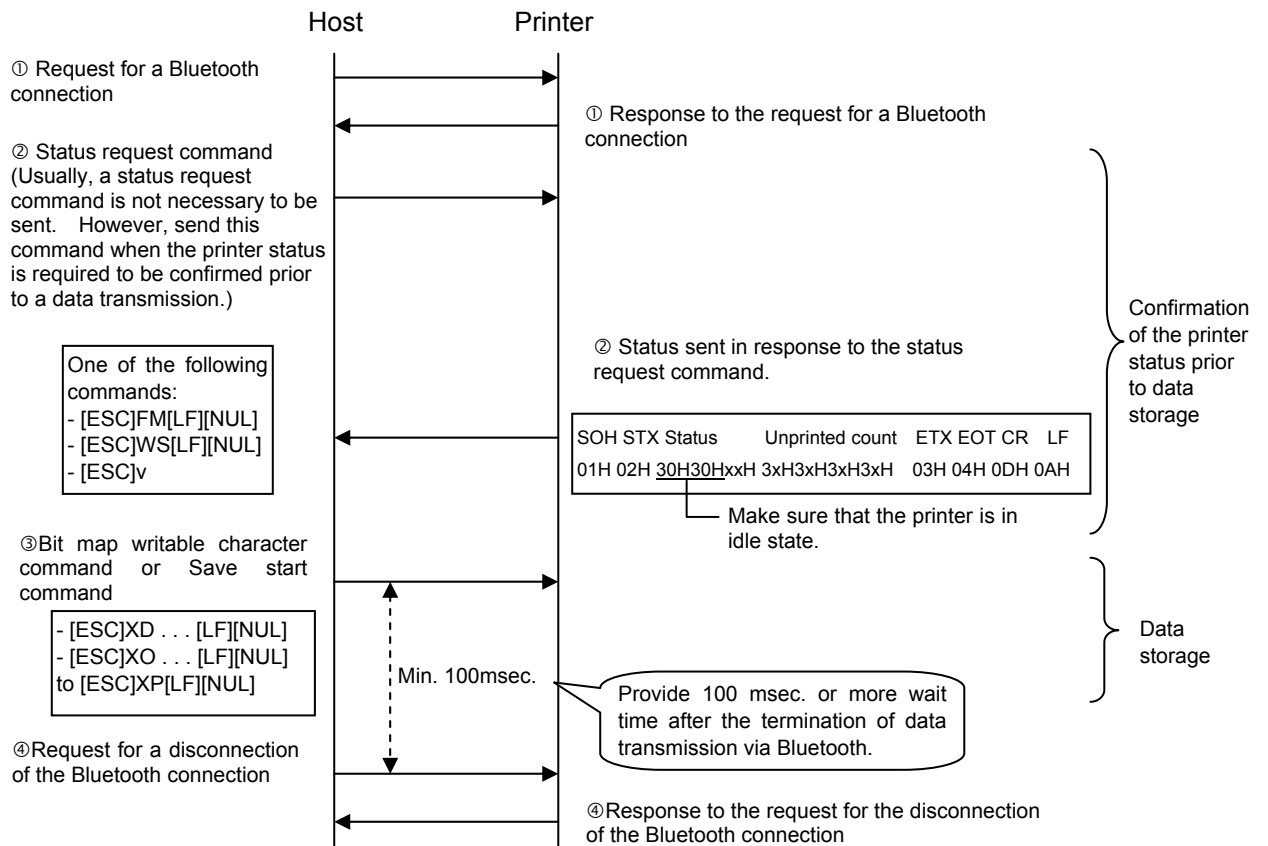 Host
Printer
① Request for a Bluetooth
connection
① Response to the request for a Bluetooth
connection
② Status request command
(Usually, a status request
command is not necessary to be
sent. However, send this
command when the printer status
is required to be confirmed prior
to a data transmission.)
One of the following
commands:
- [ESC]FM[LF][NUL]
- [ESC]WS[LF][NUL]
- [ESC]v
② Status sent in response to the status
request command.
SOH STX Status Unprinted count ETX EOT CR LF
01H 02H 30H30HxxH 3xH3xH3xH3xH 03H 04H 0DH 0AH
Make sure that the printer is in
idle state.
Confirmation
of the printer
status prior
to data
storage
③Bit map writable character
command or Save start
command
- [ESC]XD . . . [LF][NUL]
- [ESC]XO . . . [LF][NUL]
to [ESC]XP[LF][NUL]
Min. 100msec.
Provide 100 msec. or more wait
time after the termination of data
transmission via Bluetooth.
Data
storage
④Request for a disconnection
of the Bluetooth connection
④Response to the request for the disconnection
of the Bluetooth connection